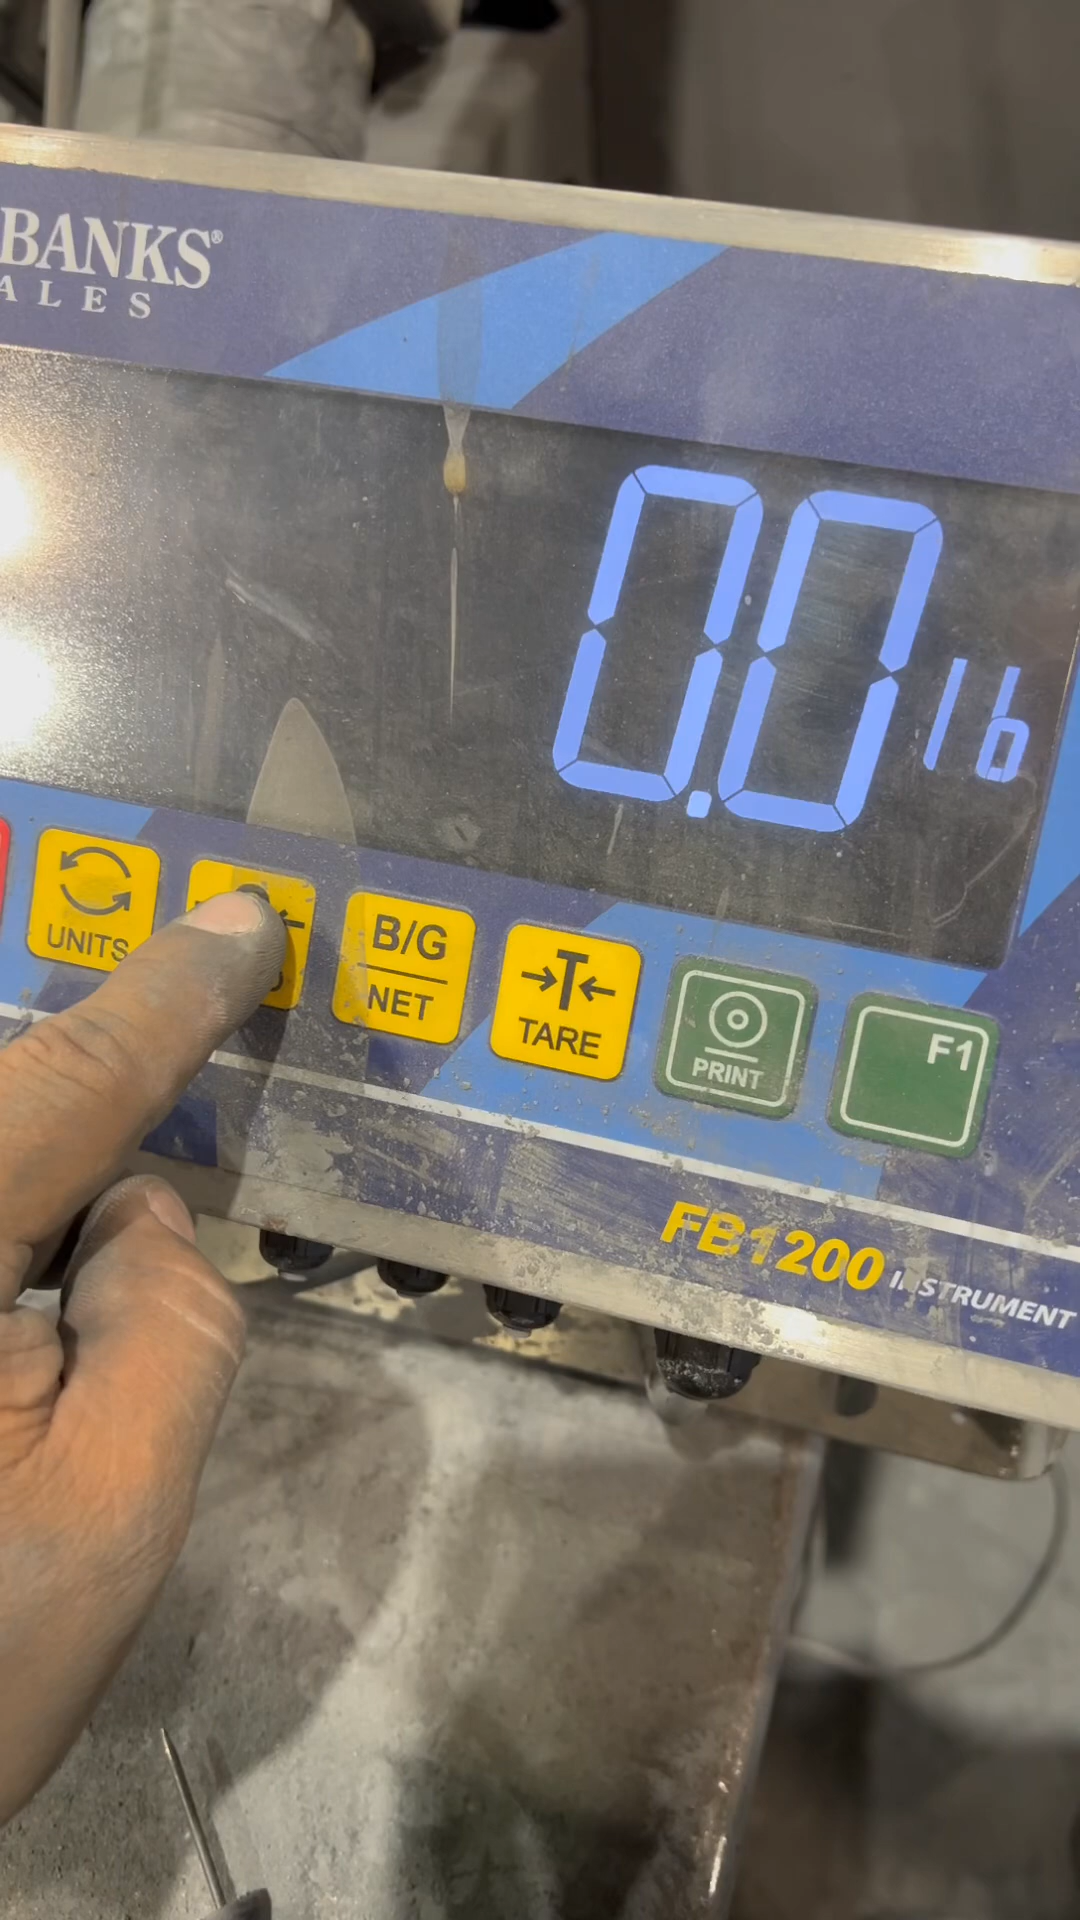 BANKS®
ALES
0.0 lb
UNITS
B/G
NET
T
TARE
PRINT
F1
FB1200 INSTRUMENT